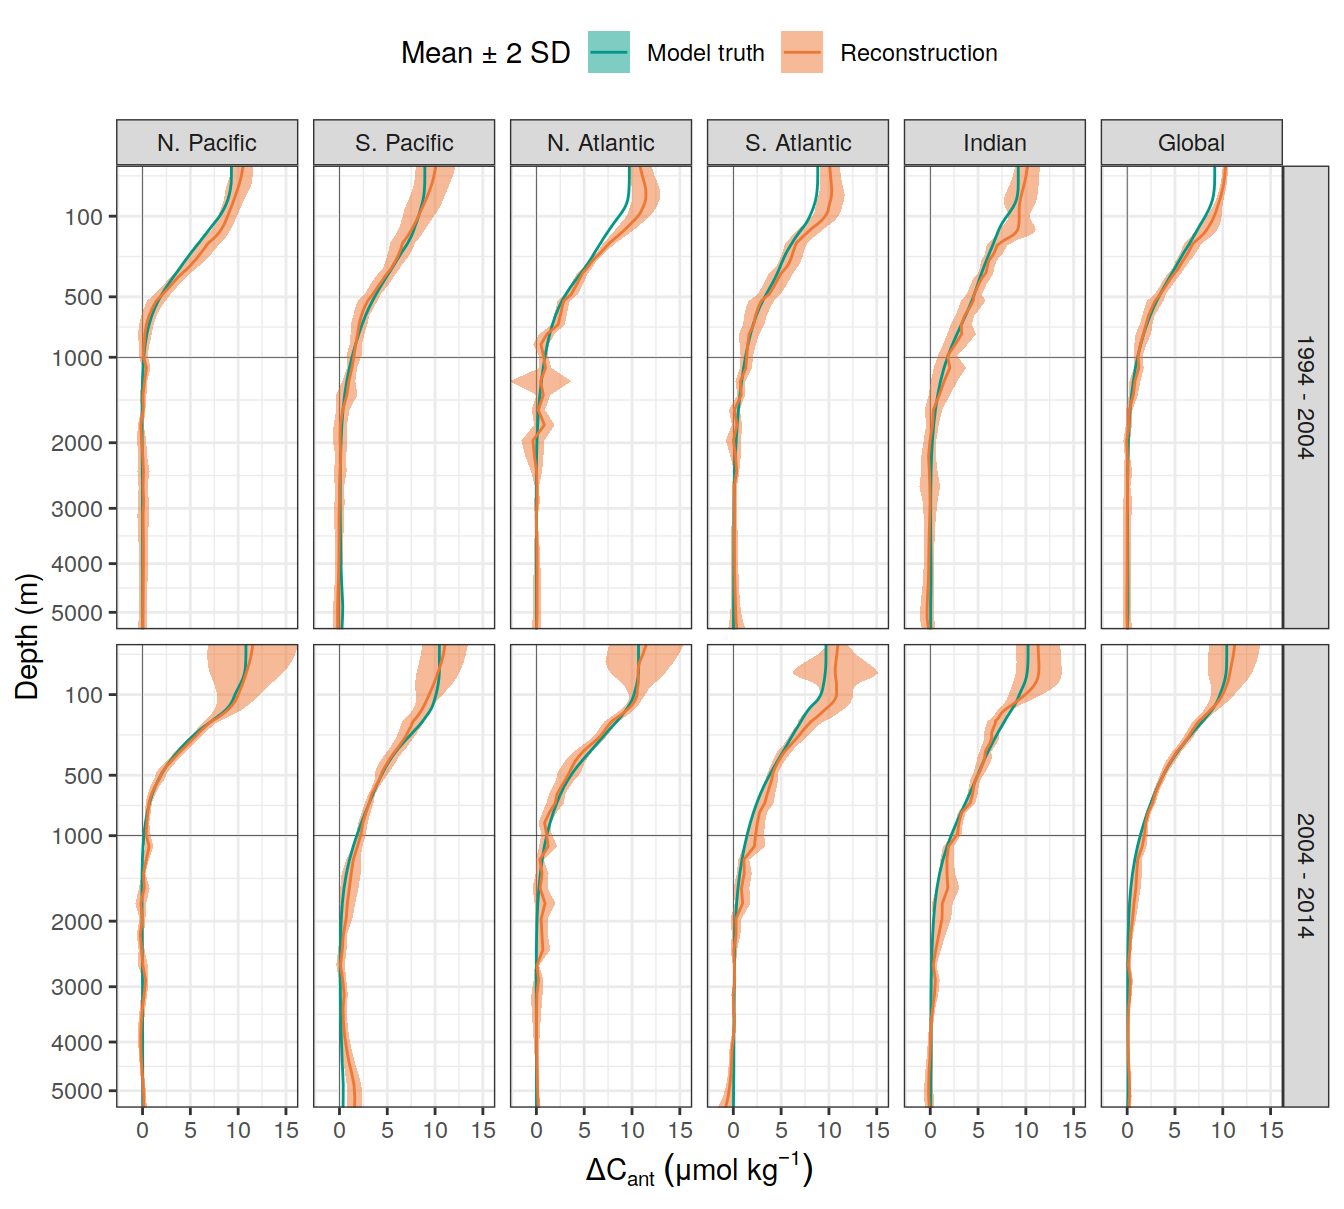 Mean ± 2 SD Model truth Reconstruction
N. Pacific S. Pacific N. Atlantic S. Atlantic Indian Global
100
500
1000
2000
3000
4000
5000
1994 - 2004
Depth (m)
100
500
1000
2000
3000
4000
5000
2004 - 2014
0 5 10 15 0 5 10 15 0 5 10 15 0 5 10 15 0 5 10 15 0 5 10 15
ΔCant (μmol kg⁻¹)